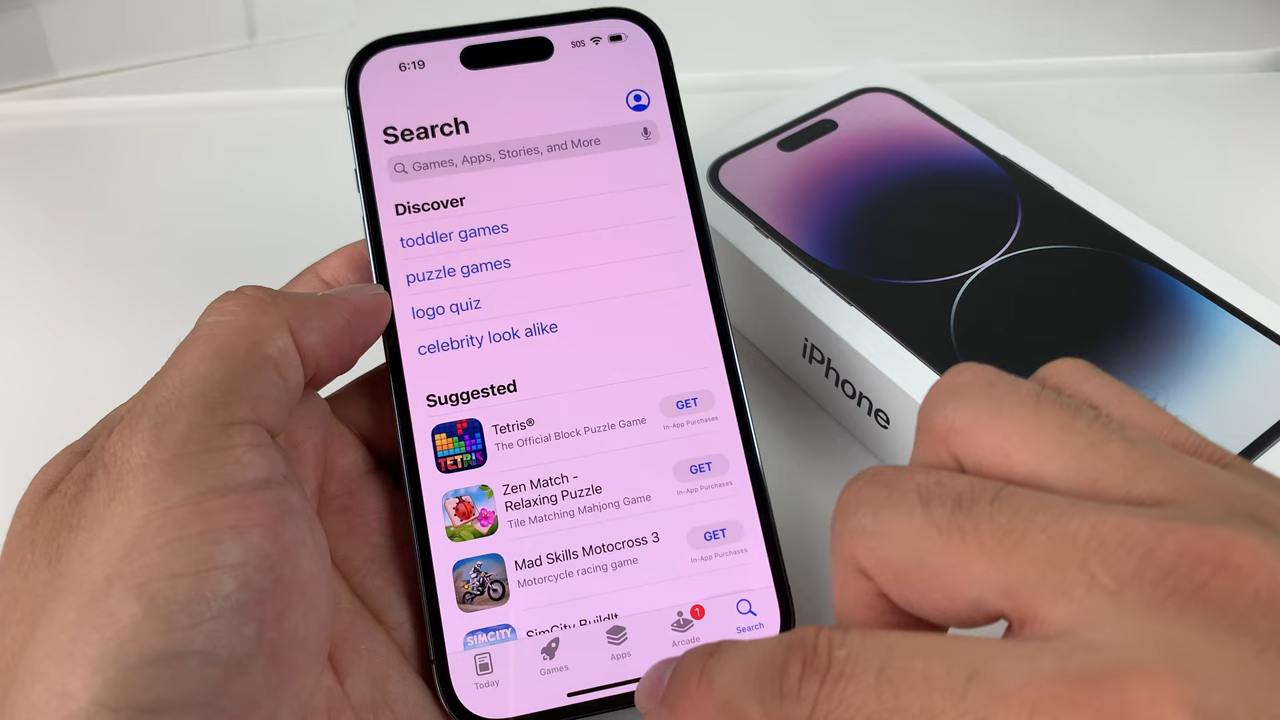 6:19
SOS
Search
Games, Apps, Stories, and More
Discover
toddler games
puzzle games
logo quiz
celebrity look alike
Suggested
TETRIS
Tetris®
The Official Block Puzzle Game
GET
In-App Purchases
Zen Match -
Relaxing Puzzle
Tile Matching Mahjong Game
GET
In-App Purchases
Mad Skills Motocross 3
Motorcycle racing game
GET
In-App Purchases
SIMCITY
SimCity BuildIt
Today
Games
Apps
1
Arcade
Search
iPhone